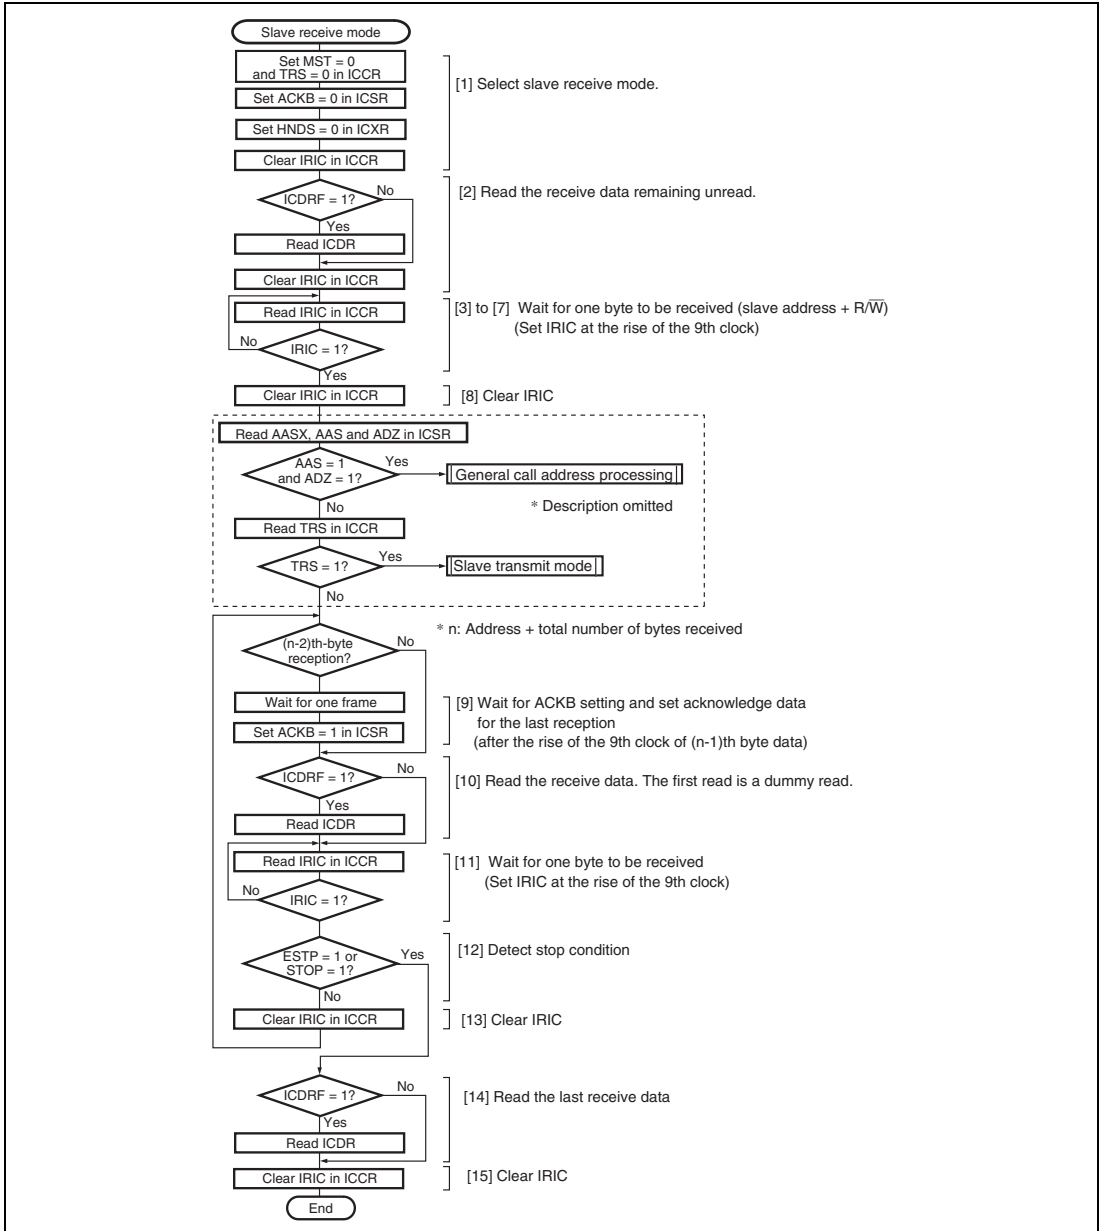 Slave receive mode
Set MST = 0
and TRS = 0 in ICCR
[1] Select slave receive mode.
Set ACKB = 0 in ICSR
Set HNDS = 0 in ICXR
Clear IRIC in ICCR
ICDRF = 1?
No
[2] Read the receive data remaining unread.
Yes
Read ICDR
Clear IRIC in ICCR
Read IRIC in ICCR
[3] to [7] Wait for one byte to be received (slave address + R/W̅)
(Set IRIC at the rise of the 9th clock)
No
IRIC = 1?
Yes
Clear IRIC in ICCR
[8] Clear IRIC
Read AASX, AAS and ADZ in ICSR
AAS = 1
and ADZ = 1?
Yes
General call address processing
No
* Description omitted
Read TRS in ICCR
TRS = 1?
Yes
Slave transmit mode
No
* n: Address + total number of bytes received
(n-2)th-byte
reception?
No
Wait for one frame
Set ACKB = 1 in ICSR
[9] Wait for ACKB setting and set acknowledge data
for the last reception
(after the rise of the 9th clock of (n-1)th byte data)
ICDRF = 1?
No
[10] Read the receive data. The first read is a dummy read.
Yes
Read ICDR
Read IRIC in ICCR
[11] Wait for one byte to be received
(Set IRIC at the rise of the 9th clock)
No
IRIC = 1?
ESTP = 1 or
STOP = 1?
Yes
[12] Detect stop condition
No
Clear IRIC in ICCR
[13] Clear IRIC
ICDRF = 1?
No
[14] Read the last receive data
Yes
Read ICDR
Clear IRIC in ICCR
[15] Clear IRIC
End